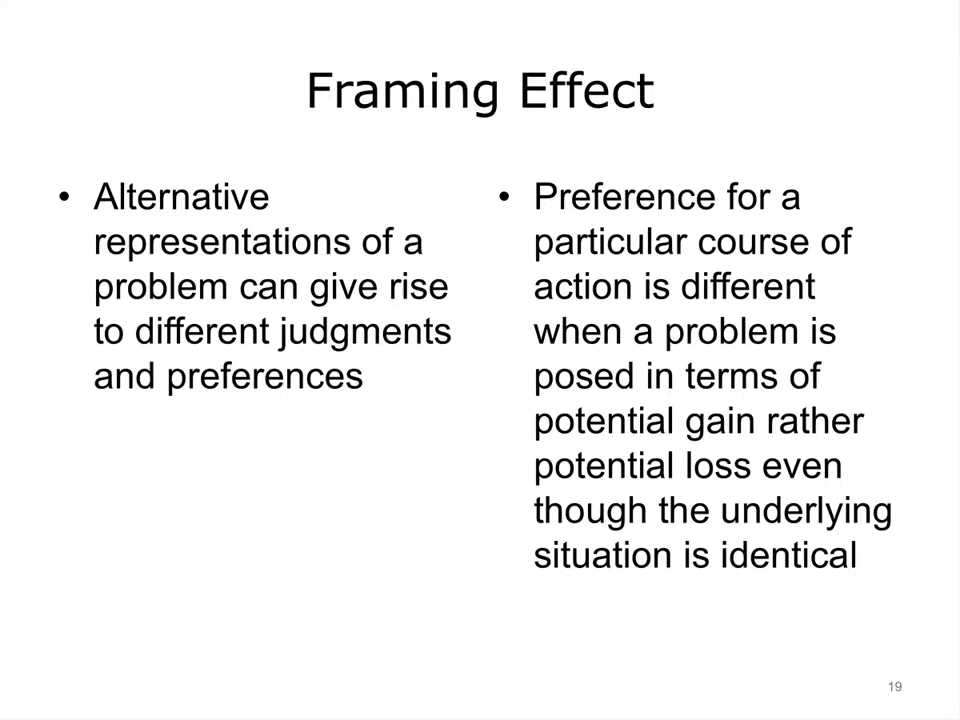 Framing Effect
• Alternative
representations of a
problem can give rise
to different judgments
and preferences
• Preference for a
particular course of
action is different
when a problem is
posed in terms of
potential gain rather
potential loss even
though the underlying
situation is identical
19